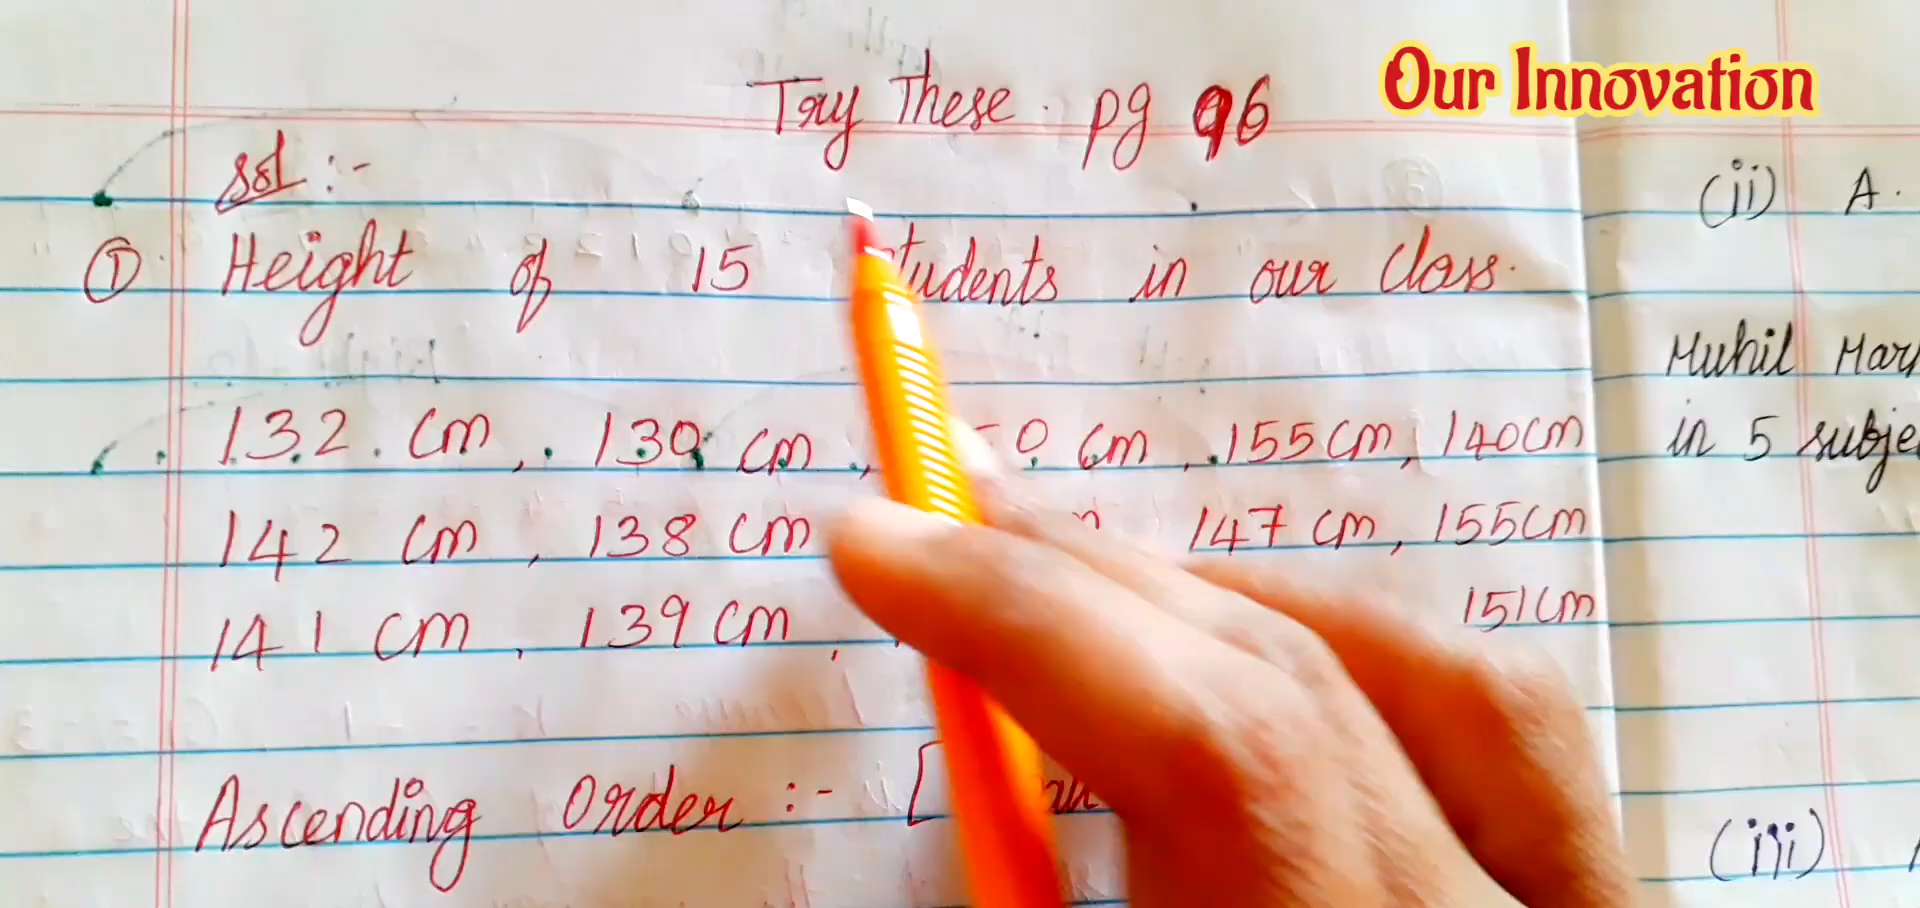 Our Innovation
Try These. pg 96
Sol :-
① Height of 15 students in our class.
132 cm, 130 cm, 0 cm, 155 cm, 140 cm
142 cm, 138 cm 147 cm, 155 cm
141 cm, 139 cm, 151 cm
Ascending Order :- [
(ii) A.
Muhil
in 5
(iii)